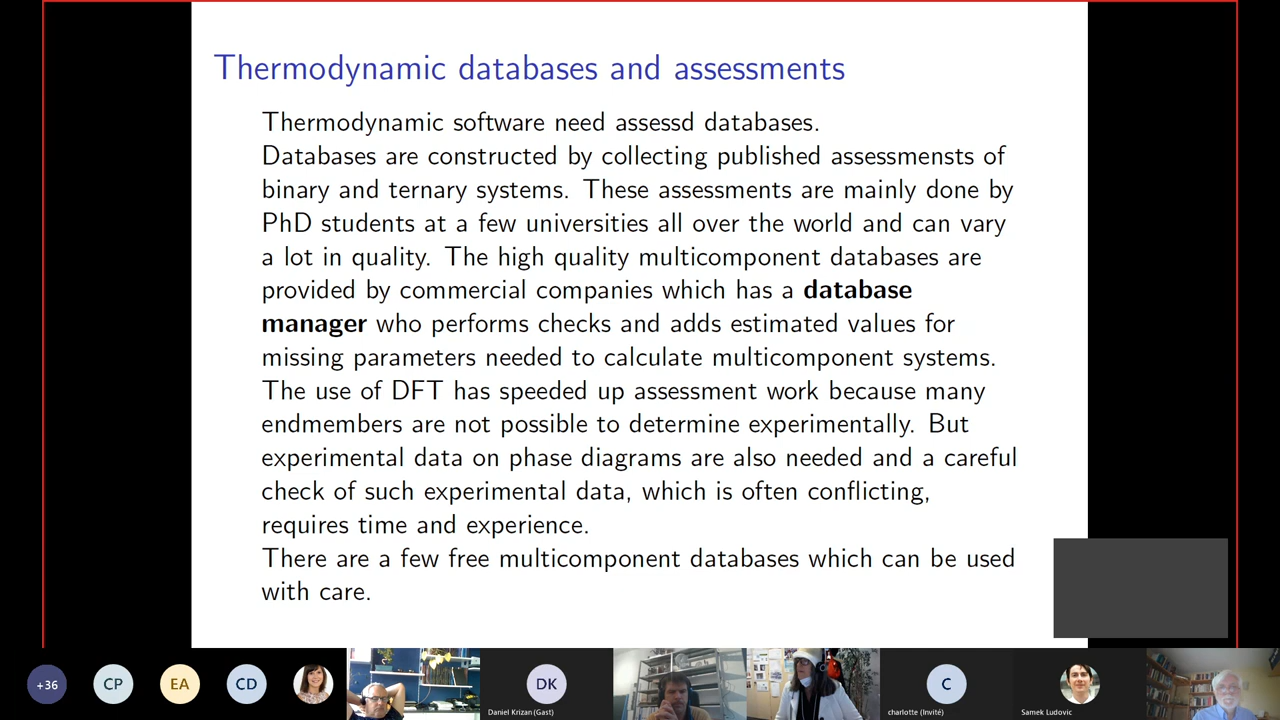 Thermodynamic databases and assessments
Thermodynamic software need assessd databases.
Databases are constructed by collecting published assessmensts of
binary and ternary systems. These assessments are mainly done by
PhD students at a few universities all over the world and can vary
a lot in quality. The high quality multicomponent databases are
provided by commercial companies which has a database
manager who performs checks and adds estimated values for
missing parameters needed to calculate multicomponent systems.
The use of DFT has speeded up assessment work because many
endmembers are not possible to determine experimentally. But
experimental data on phase diagrams are also needed and a careful
check of such experimental data, which is often conflicting,
requires time and experience.
There are a few free multicomponent databases which can be used
with care.
+36
CP
EA
CD
DK
Daniel Krizan (Gast)
C
charlotte (Invité)
Samek Ludovic